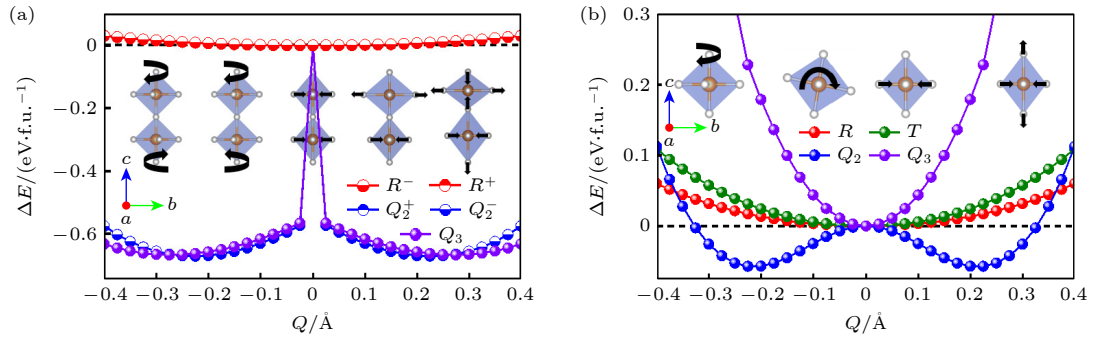 (a)
0
−0.2
−0.4
−0.6
ΔE/(eV·f.u.⁻¹)
c
a
b
R⁻ R⁺
Q₂⁺ Q₂⁻
Q₃
−0.4 −0.3 −0.2 −0.1 0 0.1 0.2 0.3 0.4
Q/Å
(b)
0.3
0.2
0.1
0
ΔE/(eV·f.u.⁻¹)
c
a
b
R T
Q₂ Q₃
−0.4 −0.3 −0.2 −0.1 0 0.1 0.2 0.3 0.4
Q/Å